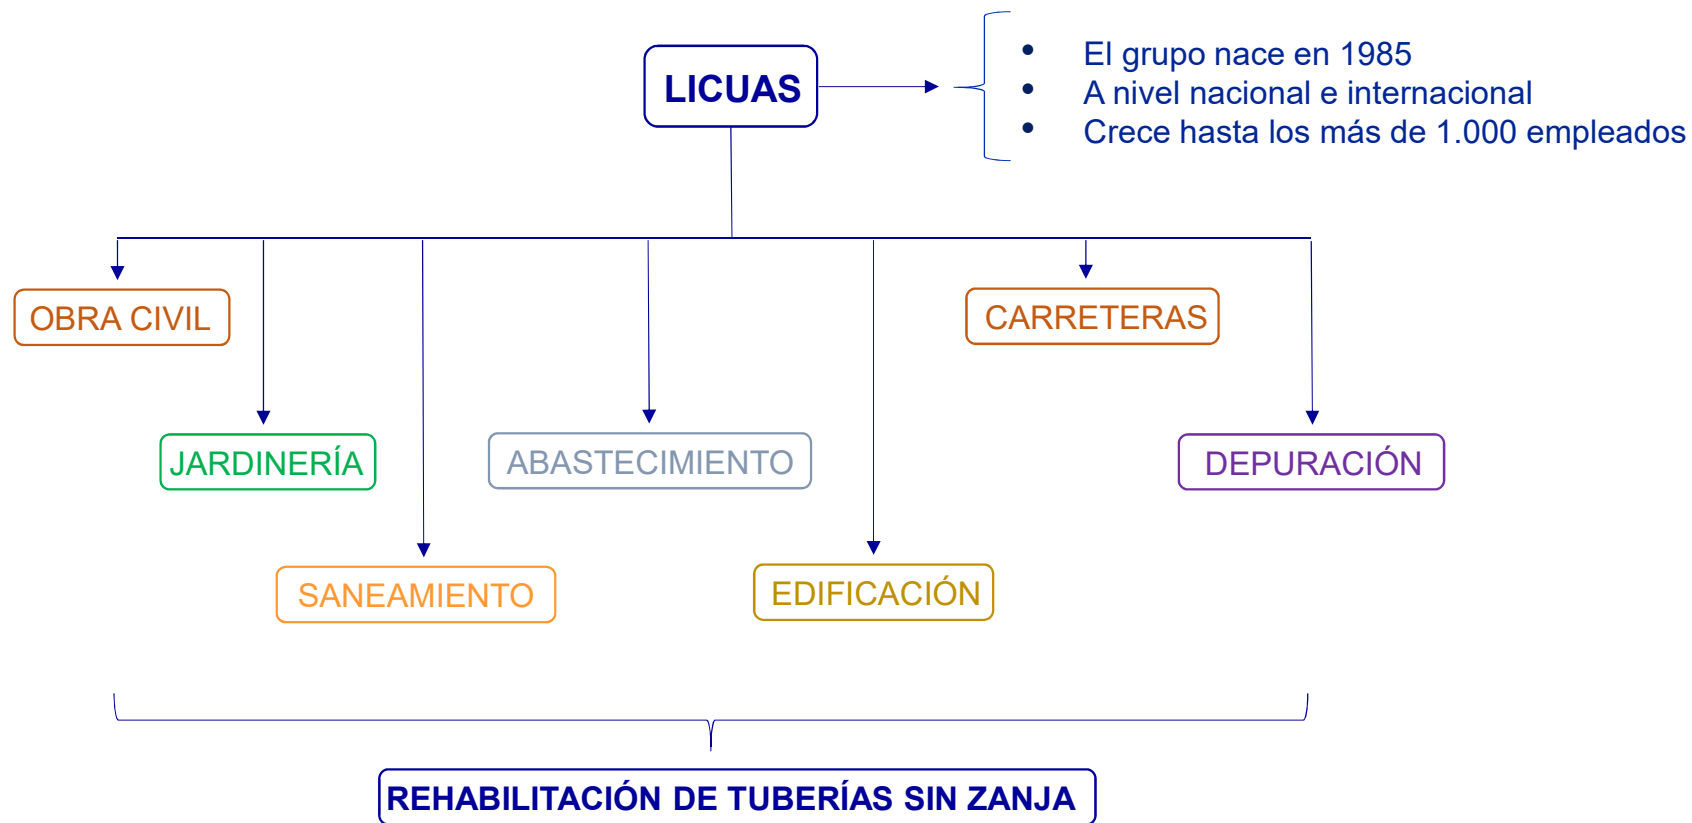 LICUAS
• El grupo nace en 1985
• A nivel nacional e internacional
• Crece hasta los más de 1.000 empleados
OBRA CIVIL
CARRETERAS
JARDINERÍA
ABASTECIMIENTO
DEPURACIÓN
SANEAMIENTO
EDIFICACIÓN
REHABILITACIÓN DE TUBERÍAS SIN ZANJA